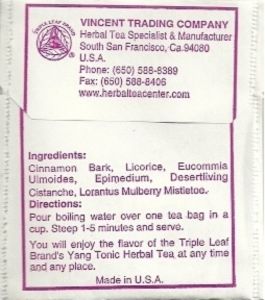 TRIPLE LEAF BRAND
®
VINCENT TRADING COMPANY
Herbal Tea Specialist & Manufacturer
South San Francisco, Ca.94080
U.S.A.
Phone: (650) 588-8389
Fax: (650) 588-8406
www.herbalteacenter.com
Ingredients:
Cinnamon Bark, Licorice, Eucommia
Ulmoides, Epimedium, Desertliving
Cistanche, Lorantus Mulberry Mistletoe.
Directions:
Pour boiling water over one tea bag in a
cup. Steep 1-5 minutes and serve.
You will enjoy the flavor of the Triple Leaf
Brand's Yang Tonic Herbal Tea at any time
and any place.
Made in U.S.A.